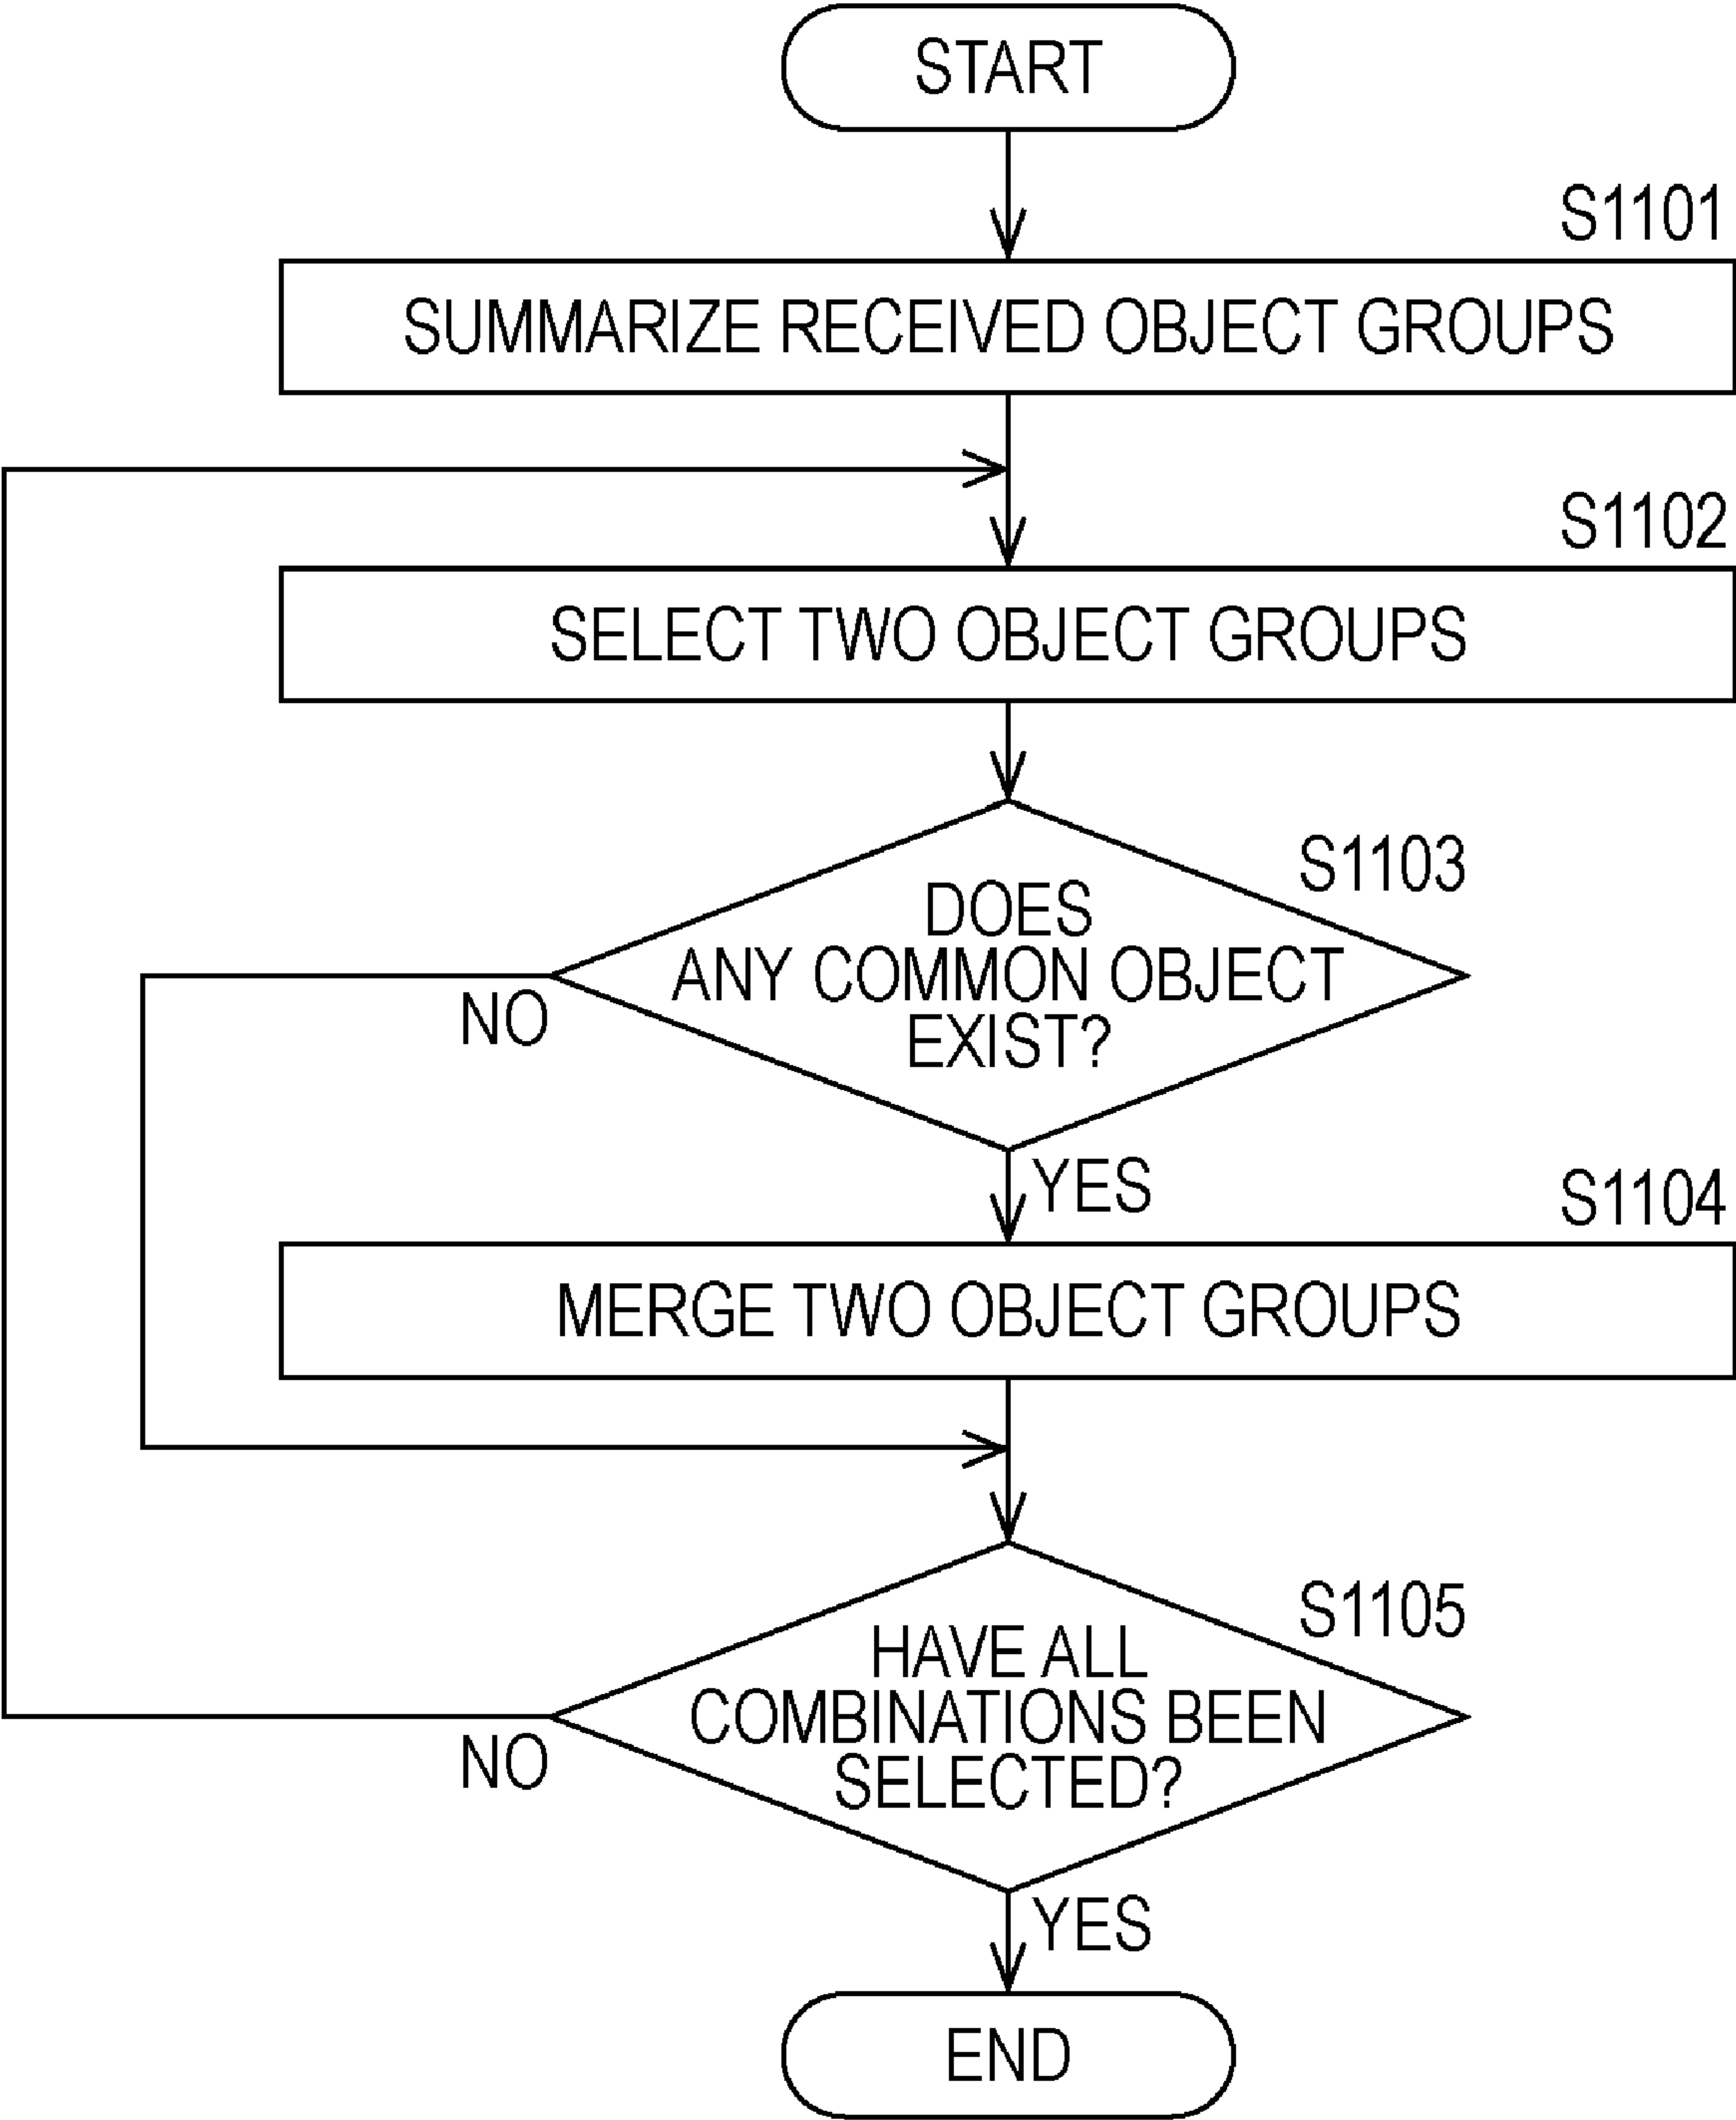 START
S1101
SUMMARIZE RECEIVED OBJECT GROUPS
S1102
SELECT TWO OBJECT GROUPS
S1103
DOES
ANY COMMON OBJECT
EXIST?
NO
YES
S1104
MERGE TWO OBJECT GROUPS
S1105
HAVE ALL
COMBINATIONS BEEN
SELECTED?
NO
YES
END